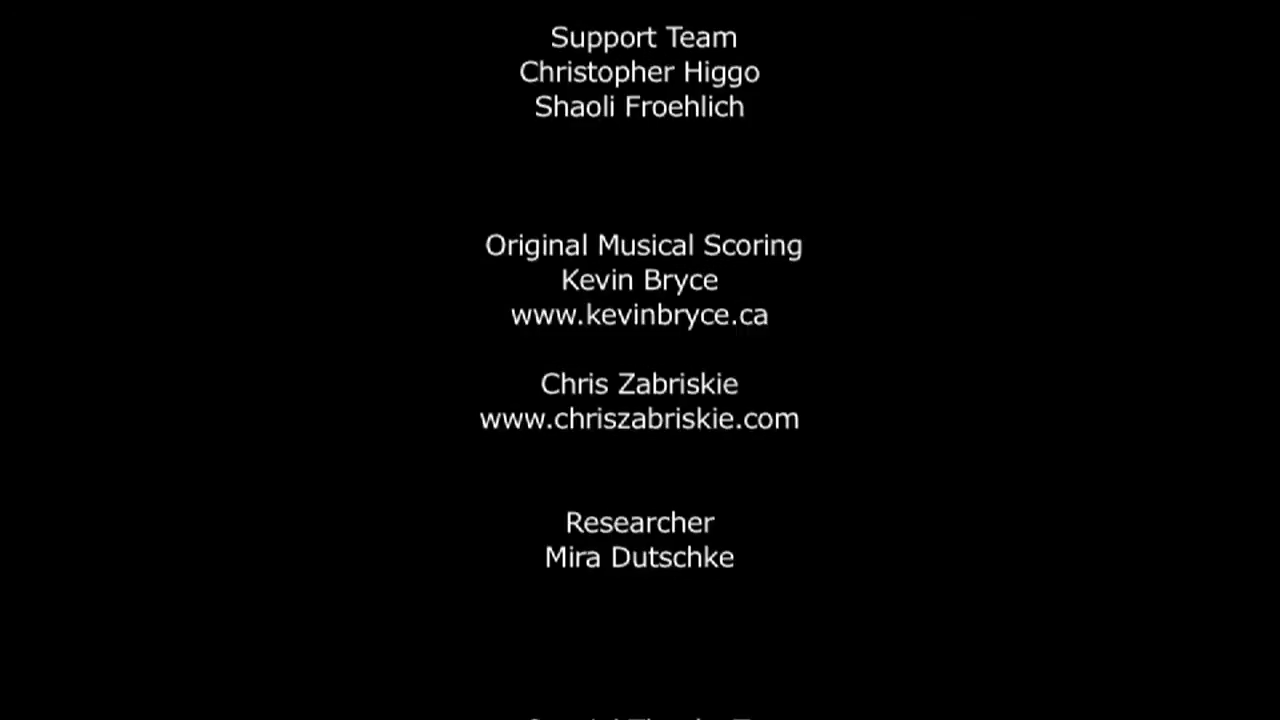 Support Team
Christopher Higgo
Shaoli Froehlich
Original Musical Scoring
Kevin Bryce
www.kevinbryce.ca
Chris Zabriskie
www.chriszabriskie.com
Researcher
Mira Dutschke